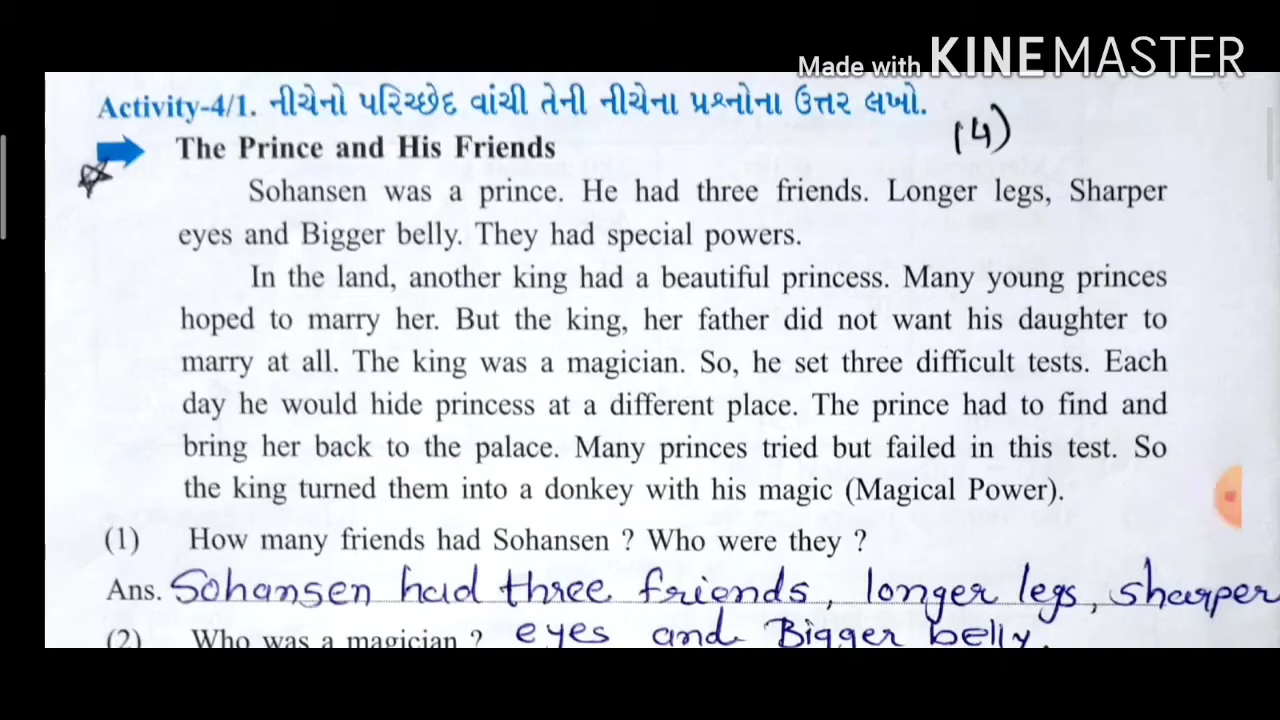 Made with KINEMASTER
Activity-4/1. નીચેનો પરિચ્છેદ વાંચી તેની નીચેના પ્રશ્નોના ઉત્તર લખો.
(4)
The Prince and His Friends
Sohansen was a prince. He had three friends. Longer legs, Sharper
eyes and Bigger belly. They had special powers.
In the land, another king had a beautiful princess. Many young princes
hoped to marry her. But the king, her father did not want his daughter to
marry at all. The king was a magician. So, he set three difficult tests. Each
day he would hide princess at a different place. The prince had to find and
bring her back to the palace. Many princes tried but failed in this test. So
the king turned them into a donkey with his magic (Magical Power).
(1) How many friends had Sohansen ? Who were they ?
Ans. Sohansen had three friends, longer legs, sharper
eyes and Bigger belly.
(2) Who was a magician ?